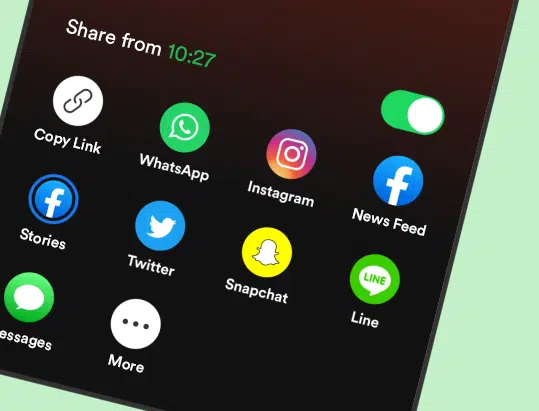 Share from 10:27
Copy Link
WhatsApp
Instagram
News Feed
Stories
Twitter
Snapchat
LINE
Line
essages
More